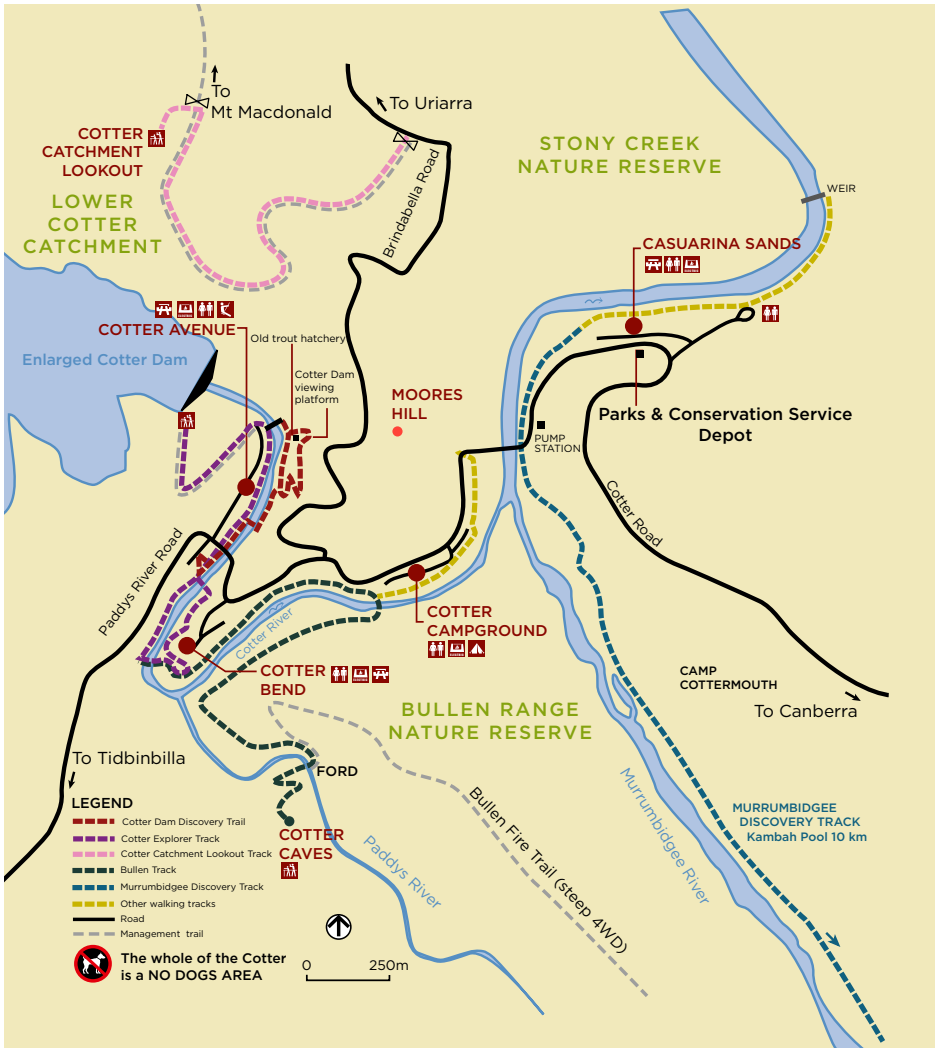 To
Mt Macdonald
To Uriarra
COTTER
CATCHMENT
LOOKOUT
STONY CREEK
NATURE RESERVE
Brindabella Road
WEIR
LOWER
COTTER
CATCHMENT
CASUARINA SANDS
COTTER AVENUE
Old trout hatchery
Enlarged Cotter Dam
Cotter Dam
viewing
platform
MOORES
HILL
Parks & Conservation Service
Depot
PUMP
STATION
Cotter Road
Paddys River Road
Cotter River
COTTER
CAMPGROUND
COTTER
BEND
CAMP
COTTERMOUTH
To Canberra
BULLEN RANGE
NATURE RESERVE
To Tidbinbilla
FORD
Murrumbidgee River
Bullen Fire Trail (steep 4WD)
MURRUMBIDGEE
DISCOVERY TRACK
Kambah Pool 10 km
COTTER
CAVES
Paddys River
LEGEND
Cotter Dam Discovery Trail
Cotter Explorer Track
Cotter Catchment Lookout Track
Bullen Track
Murrumbidgee Discovery Track
Other walking tracks
Road
Management trail
The whole of the Cotter
is a NO DOGS AREA
0 250m